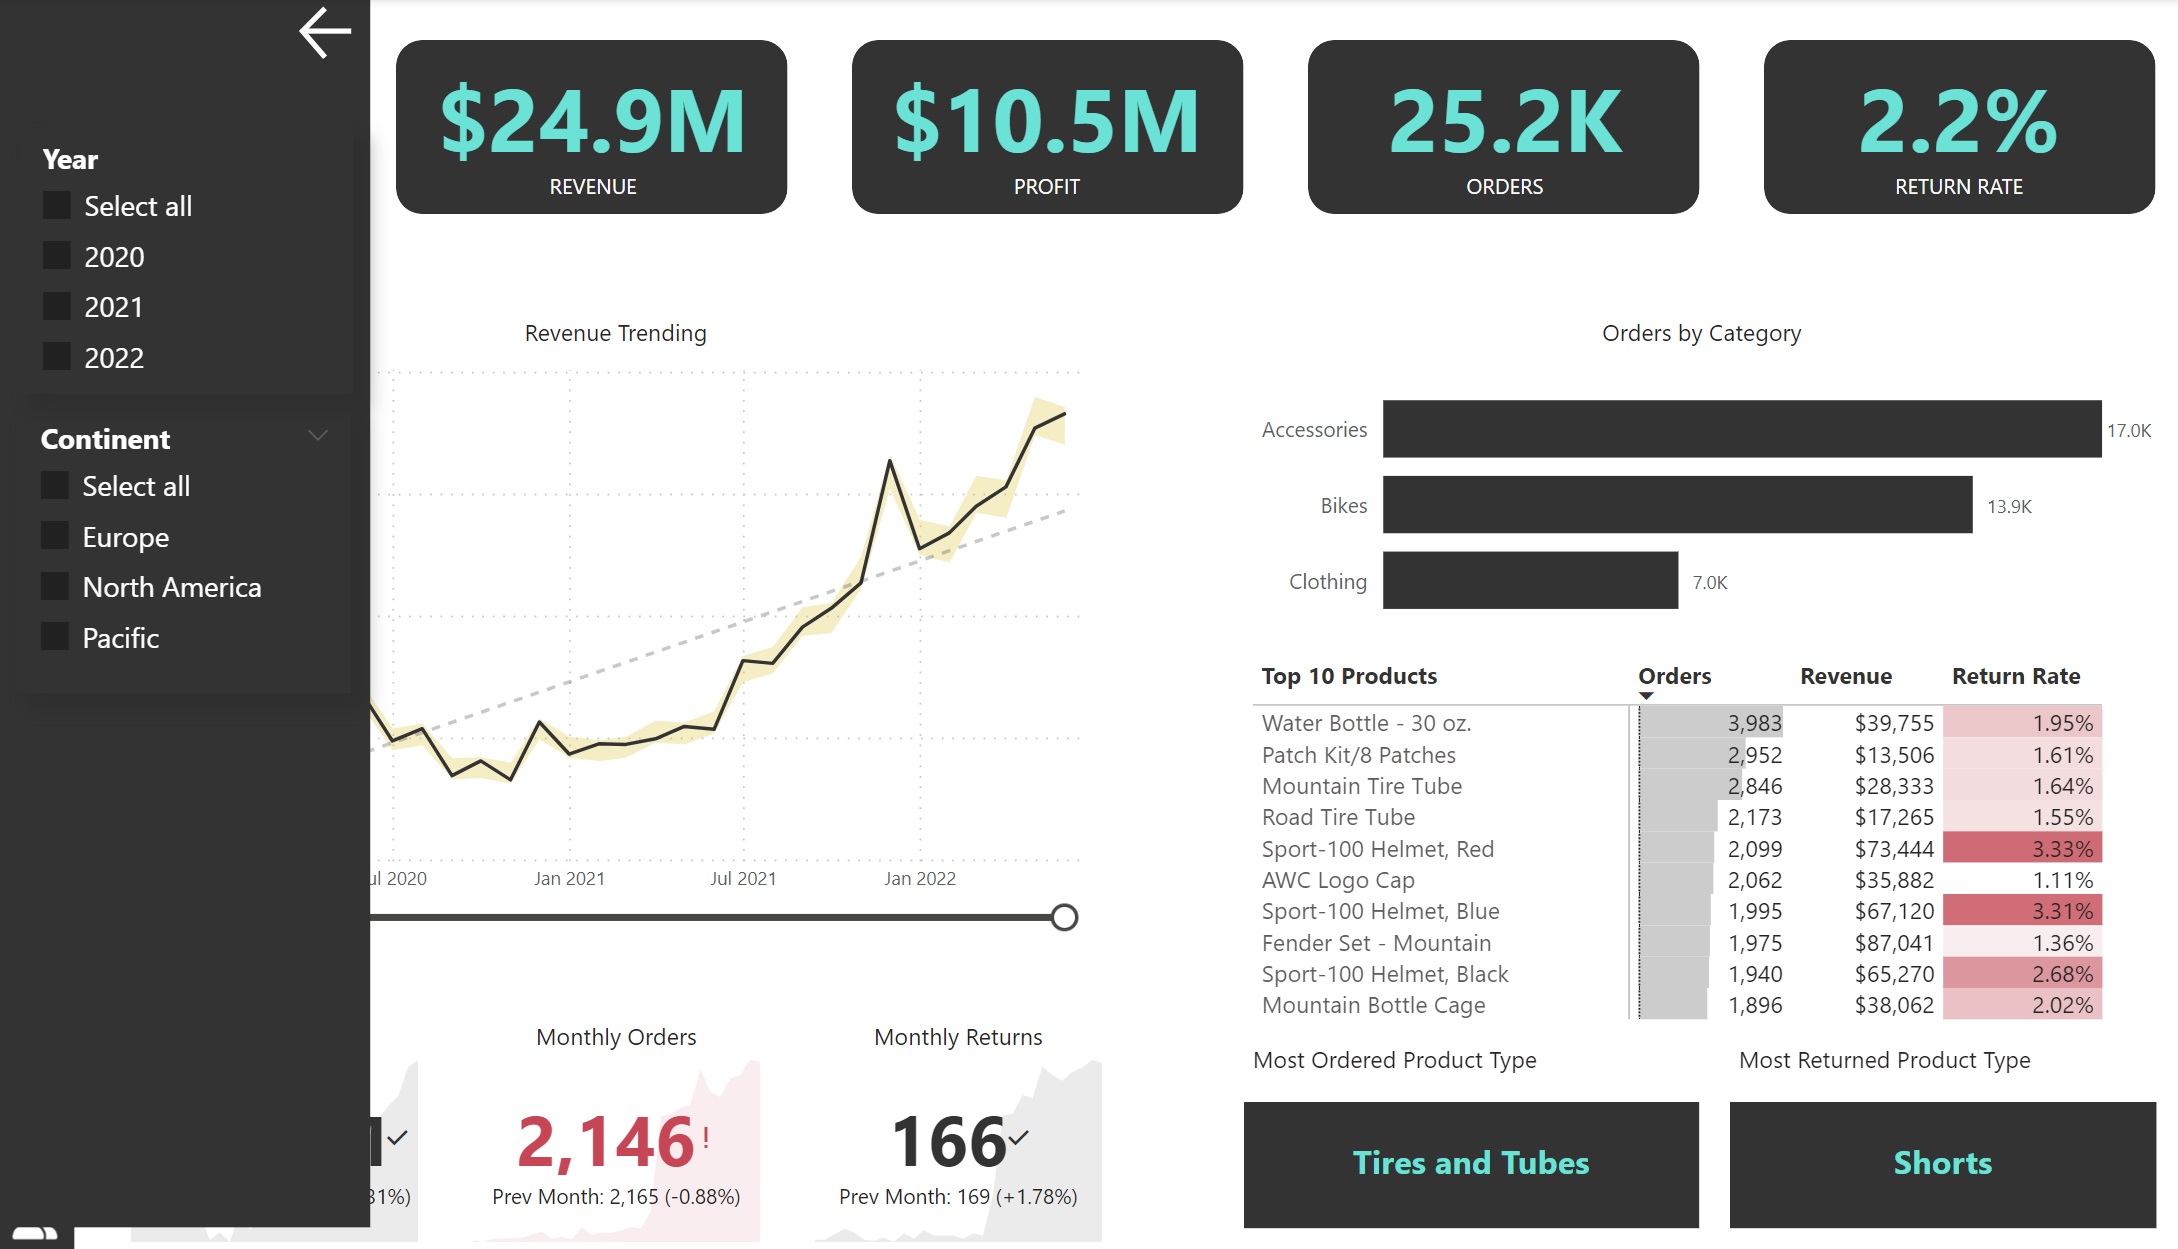 Year
Select all
2020
2021
2022
Continent
Select all
Europe
North America
Pacific
$24.9M
REVENUE
$10.5M
PROFIT
25.2K
ORDERS
2.2%
RETURN RATE
Revenue Trending
2020
Jan 2021
Jul 2021
Jan 2022
Orders by Category
Accessories 17.0K
Bikes 13.9K
Clothing 7.0K
Top 10 Products Orders Revenue Return Rate
Water Bottle - 30 oz. 3,983 $39,755 1.95%
Patch Kit/8 Patches 2,952 $13,506 1.61%
Mountain Tire Tube 2,846 $28,333 1.64%
Road Tire Tube 2,173 $17,265 1.55%
Sport-100 Helmet, Red 2,099 $73,444 3.33%
AWC Logo Cap 2,062 $35,882 1.11%
Sport-100 Helmet, Blue 1,995 $67,120 3.31%
Fender Set - Mountain 1,975 $87,041 1.36%
Sport-100 Helmet, Black 1,940 $65,270 2.68%
Mountain Bottle Cage 1,896 $38,062 2.02%
Monthly Orders
2,146!
Prev Month: 2,165 (-0.88%)
Monthly Returns
166
Prev Month: 169 (+1.78%)
Most Ordered Product Type
Tires and Tubes
Most Returned Product Type
Shorts